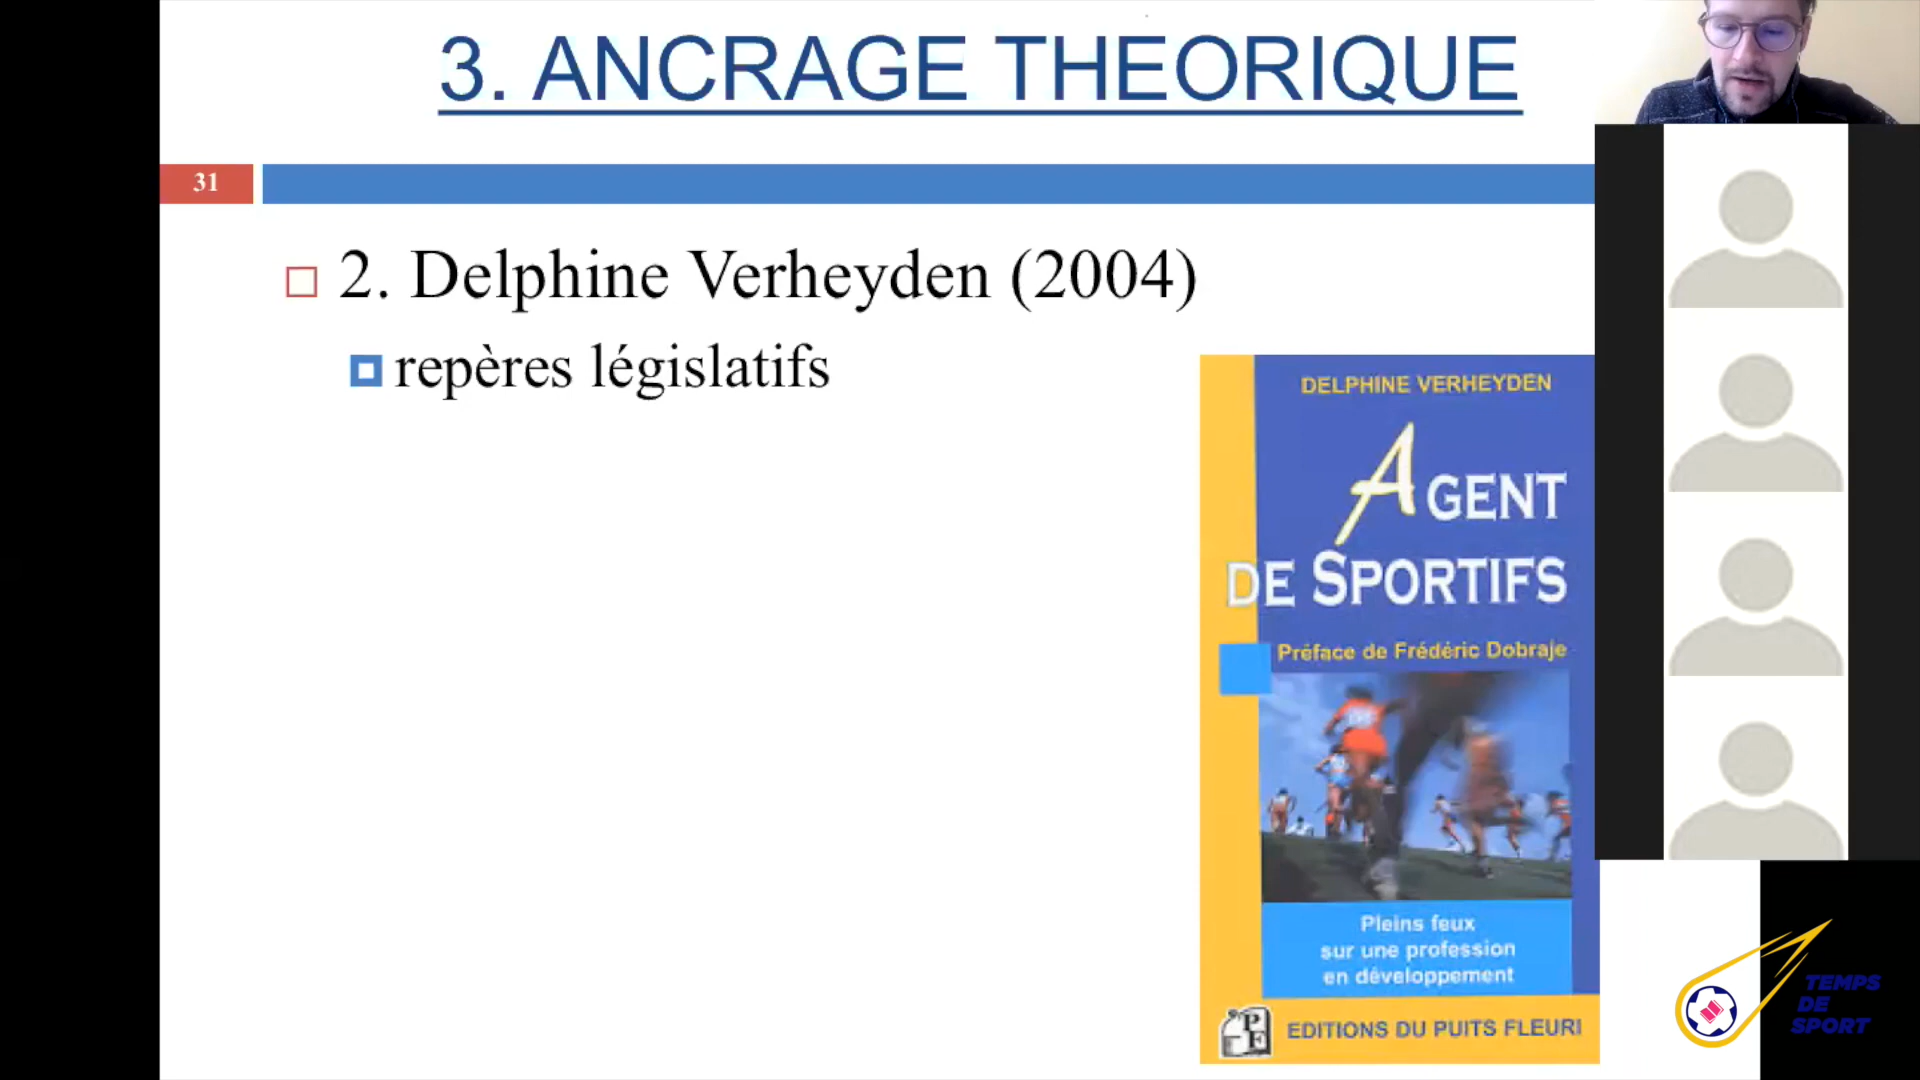 3. ANCRAGE THEORIQUE
31
2. Delphine Verheyden (2004)
repères législatifs
DELPHINE VERHEYDEN
AGENT
DE SPORTIFS
Préface de Frédéric Dobraje
Pleins feux
sur une profession
en développement
PE
EDITIONS DU PUITS FLEURI
TEMPS
DE
SPORT